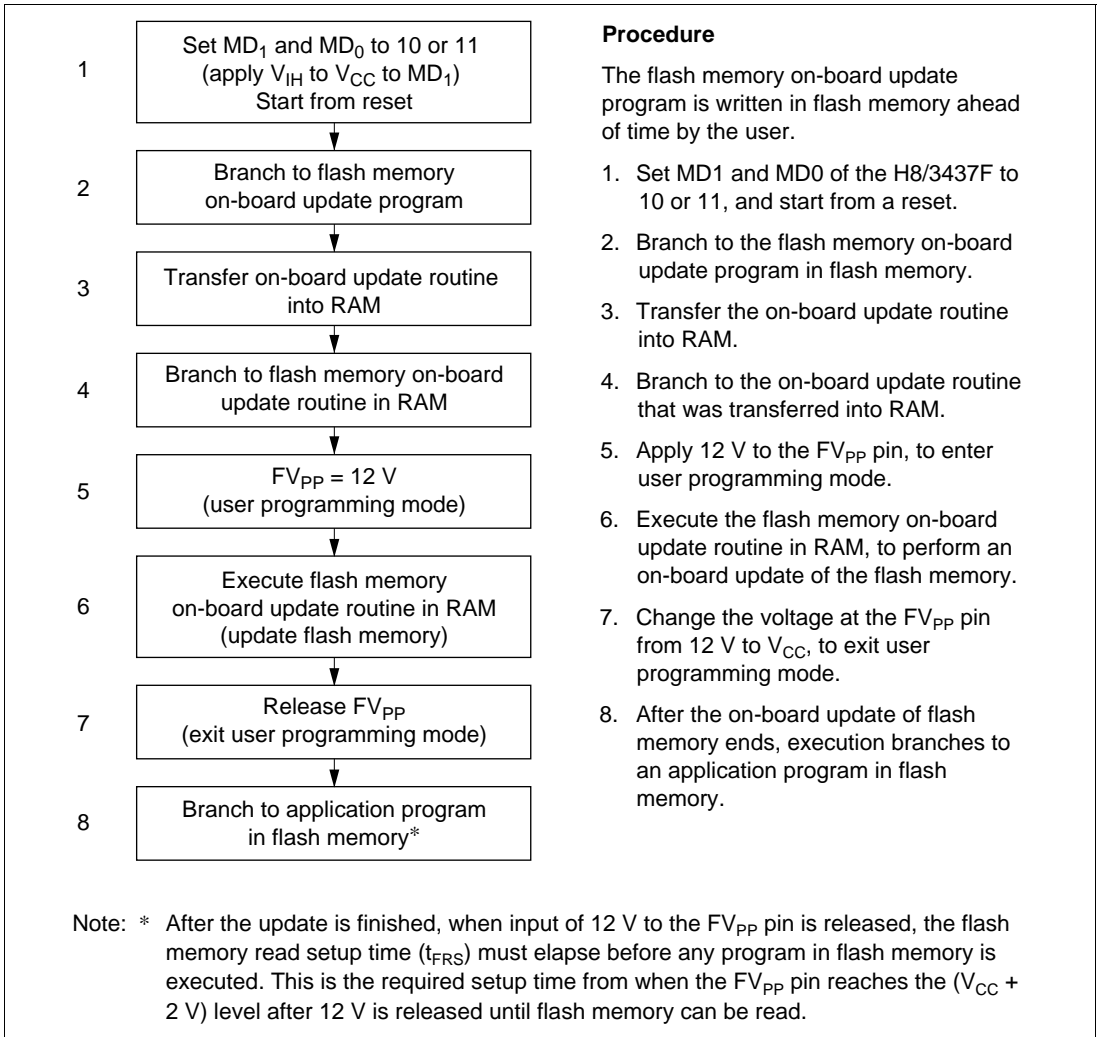 1
Set MD₁ and MD₀ to 10 or 11
(apply V_IH to V_CC to MD₁)
Start from reset
2
Branch to flash memory
on-board update program
3
Transfer on-board update routine
into RAM
4
Branch to flash memory on-board
update routine in RAM
5
FV_PP = 12 V
(user programming mode)
6
Execute flash memory
on-board update routine in RAM
(update flash memory)
7
Release FV_PP
(exit user programming mode)
8
Branch to application program
in flash memory*
Procedure
The flash memory on-board update
program is written in flash memory ahead
of time by the user.
1. Set MD1 and MD0 of the H8/3437F to
10 or 11, and start from a reset.
2. Branch to the flash memory on-board
update program in flash memory.
3. Transfer the on-board update routine
into RAM.
4. Branch to the on-board update routine
that was transferred into RAM.
5. Apply 12 V to the FV_PP pin, to enter
user programming mode.
6. Execute the flash memory on-board
update routine in RAM, to perform an
on-board update of the flash memory.
7. Change the voltage at the FV_PP pin
from 12 V to V_CC, to exit user
programming mode.
8. After the on-board update of flash
memory ends, execution branches to
an application program in flash
memory.
Note: * After the update is finished, when input of 12 V to the FV_PP pin is released, the flash
memory read setup time (t_FRS) must elapse before any program in flash memory is
executed. This is the required setup time from when the FV_PP pin reaches the (V_CC +
2 V) level after 12 V is released until flash memory can be read.